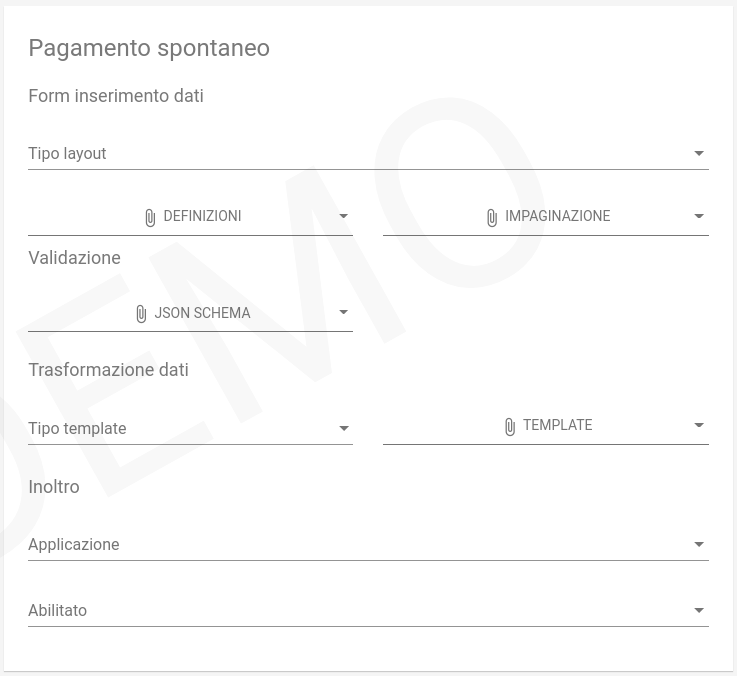 Pagamento spontaneo
Form inserimento dati
Tipo layout
DEFINIZIONI IMPAGINAZIONE
Validazione
JSON SCHEMA
Trasformazione dati
Tipo template TEMPLATE
Inoltro
Applicazione
Abilitato
DEMO